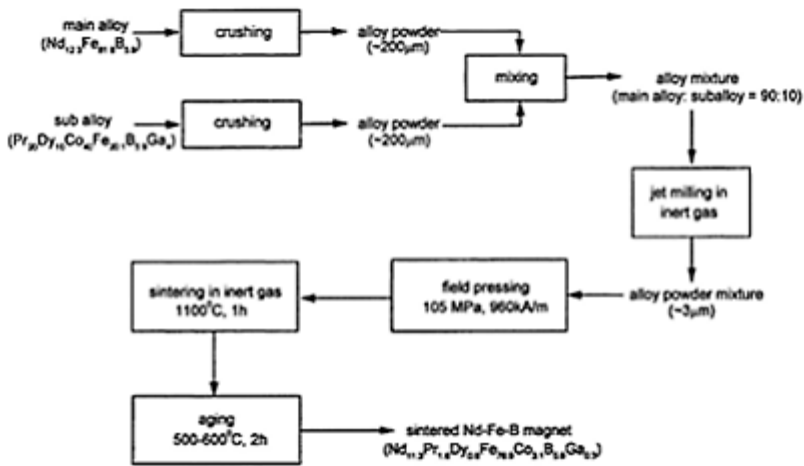 main alloy
crushing
alloy powder
(~200μm)
mixing
alloy mixture
(main alloy: suballoy = 90:10)
sub alloy
crushing
alloy powder
(~200μm)
jet milling in
inert gas
alloy powder mixture
(~3μm)
field pressing
105 MPa, 960kA/m
sintering in inert gas
1100⁰C, 1h
aging
500-600⁰C, 2h
sintered Nd-Fe-B magnet